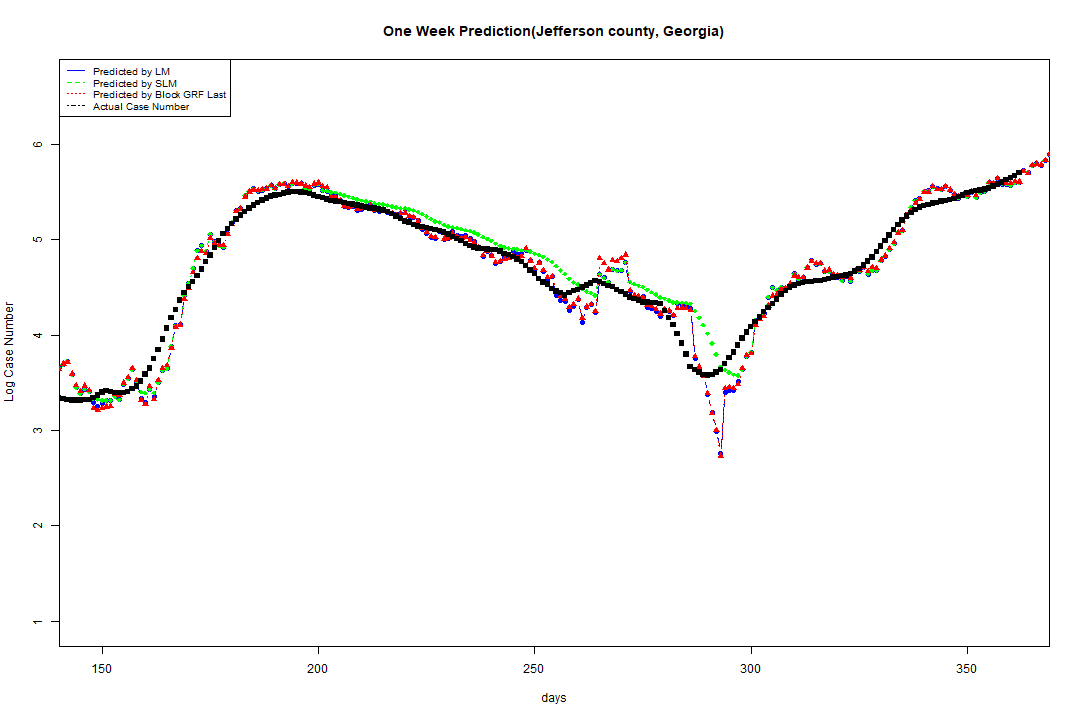 One Week Prediction(Jefferson county, Georgia)
Predicted by LM
Predicted by SLM
Predicted by Block GRF Last
Actual Case Number
6
5
4
3
2
1
Log Case Number
150 200 250 300 350
days